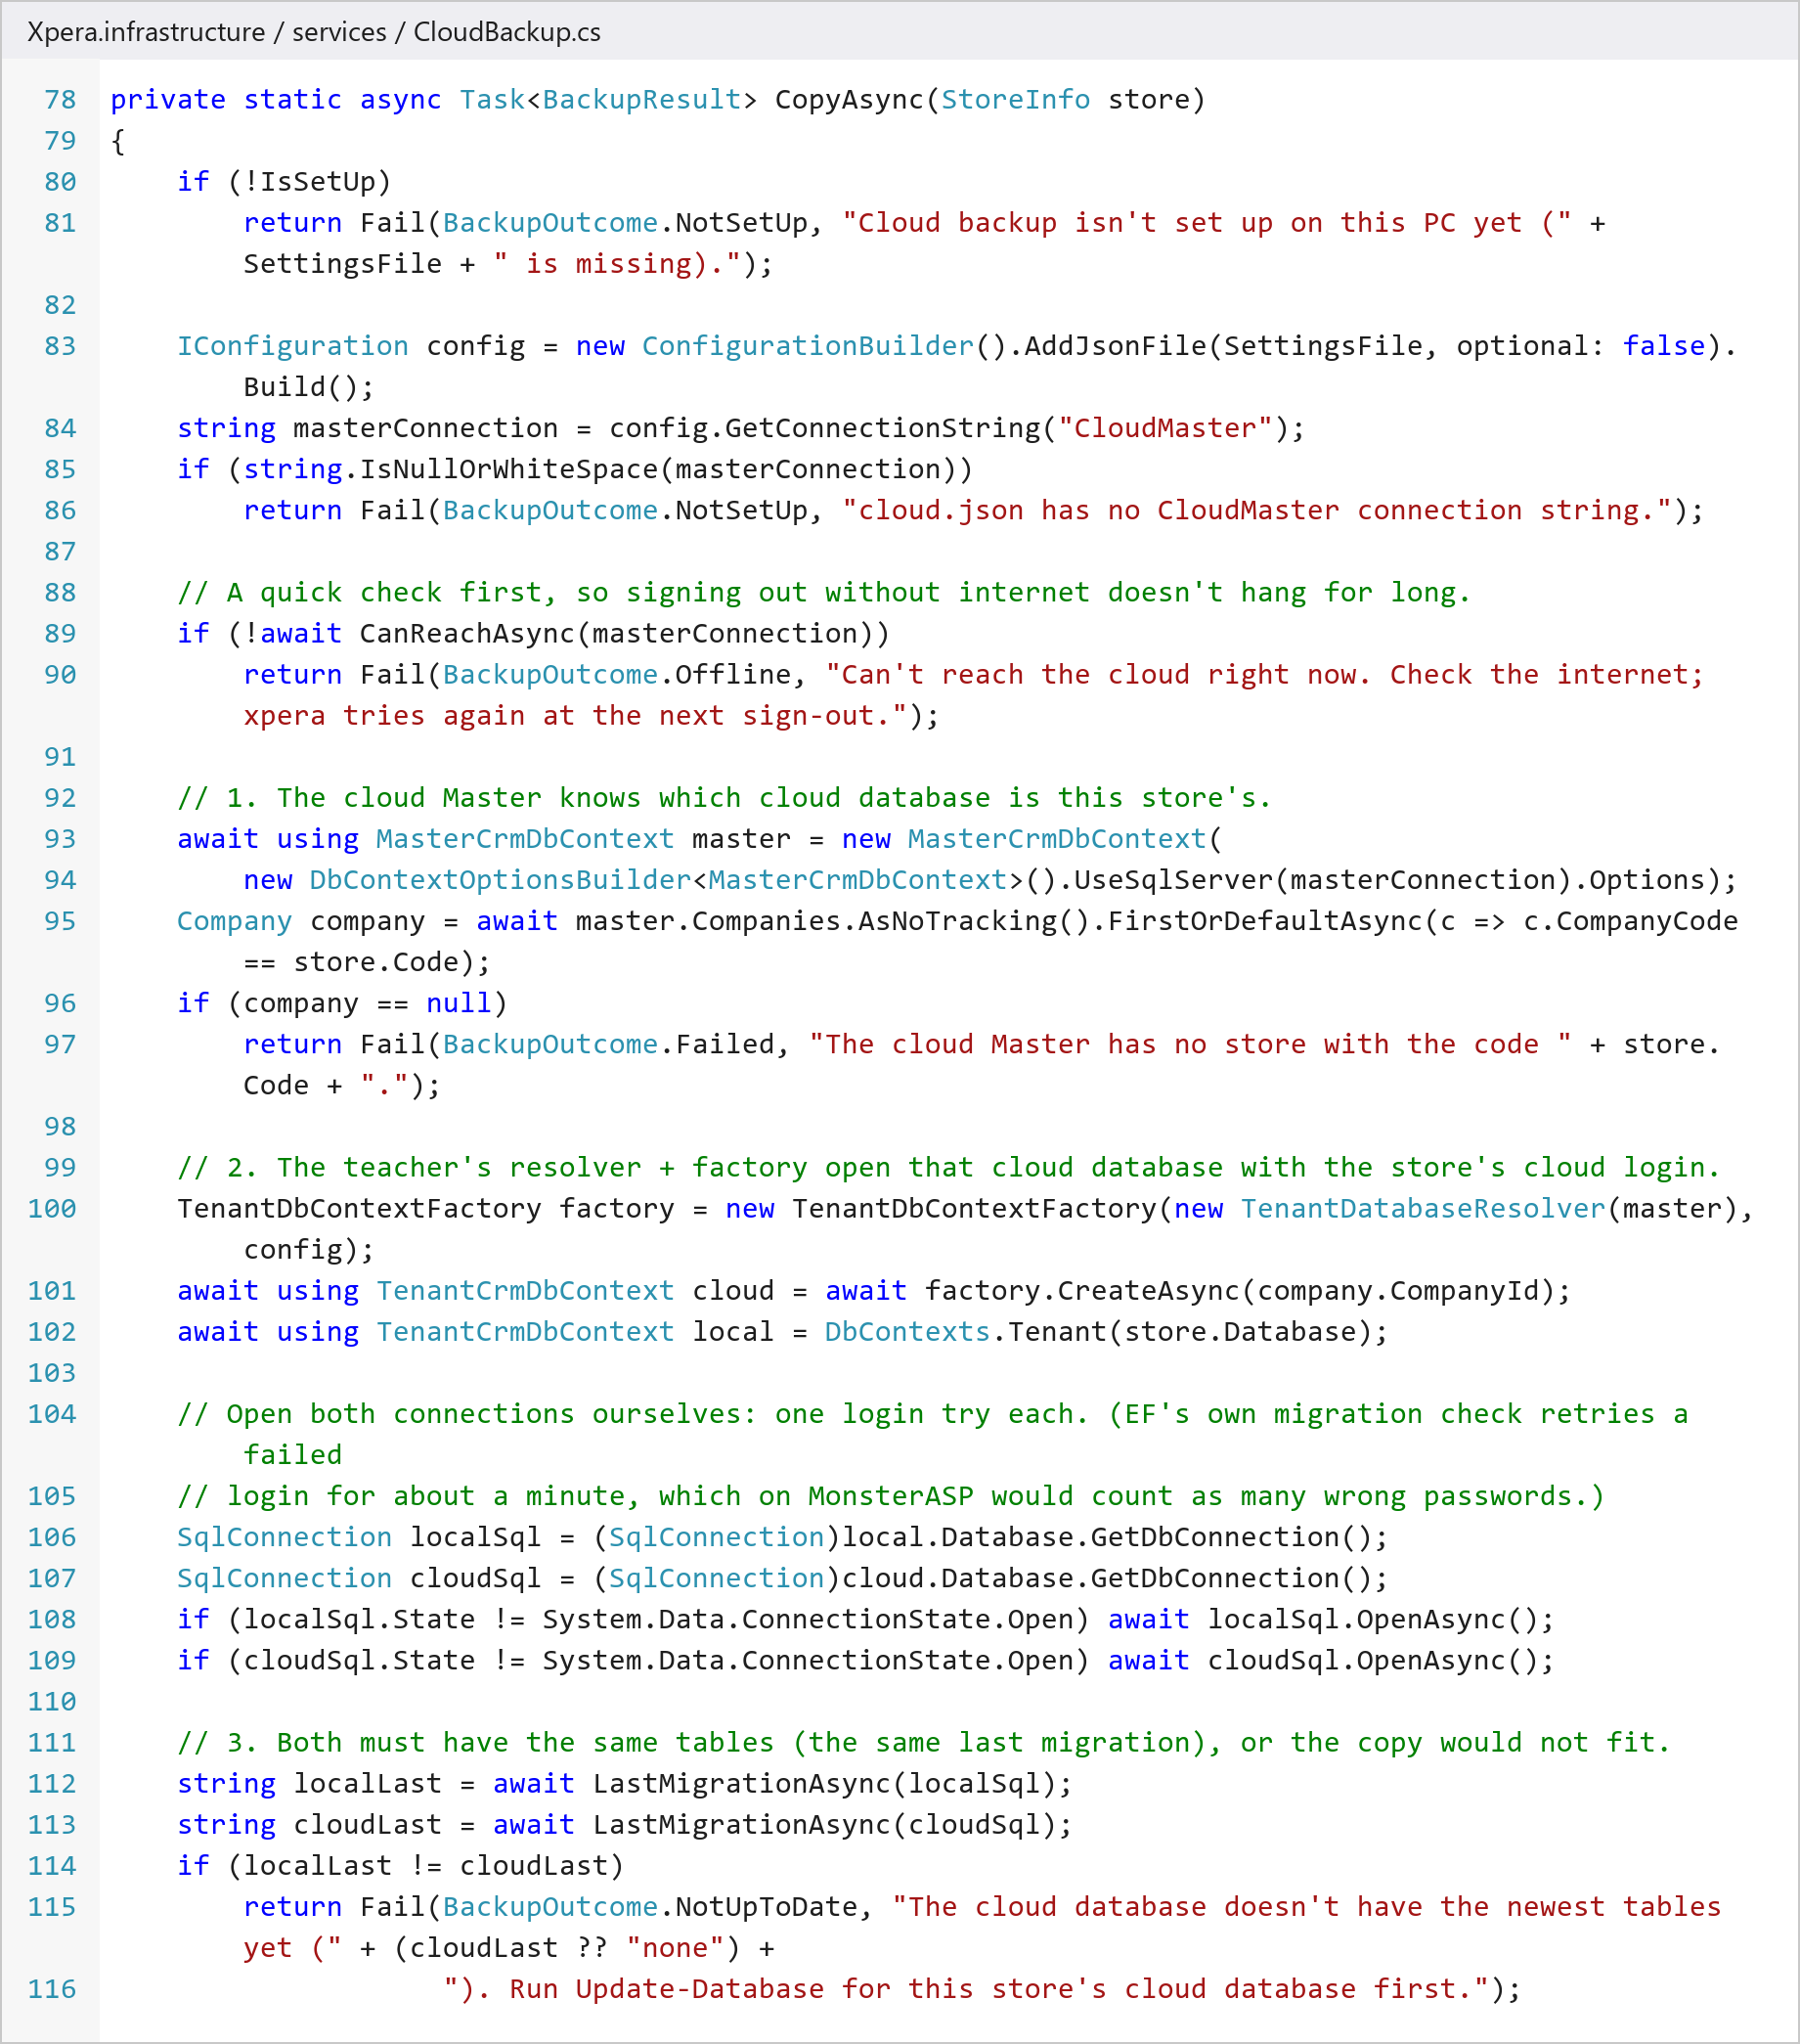 Xpera.infrastructure / services / CloudBackup.cs
78 private static async Task<BackupResult> CopyAsync(StoreInfo store)
79 {
80     if (!IsSetUp)
81         return Fail(BackupOutcome.NotSetUp, "Cloud backup isn't set up on this PC yet (" +
        SettingsFile + " is missing).");
82
83     IConfiguration config = new ConfigurationBuilder().AddJsonFile(SettingsFile, optional: false).
        Build();
84     string masterConnection = config.GetConnectionString("CloudMaster");
85     if (string.IsNullOrWhiteSpace(masterConnection))
86         return Fail(BackupOutcome.NotSetUp, "cloud.json has no CloudMaster connection string.");
87
88     // A quick check first, so signing out without internet doesn't hang for long.
89     if (!await CanReachAsync(masterConnection))
90         return Fail(BackupOutcome.Offline, "Can't reach the cloud right now. Check the internet;
        xpera tries again at the next sign-out.");
91
92     // 1. The cloud Master knows which cloud database is this store's.
93     await using MasterCrmDbContext master = new MasterCrmDbContext(
94         new DbContextOptionsBuilder<MasterCrmDbContext>().UseSqlServer(masterConnection).Options);
95     Company company = await master.Companies.AsNoTracking().FirstOrDefaultAsync(c => c.CompanyCode
        == store.Code);
96     if (company == null)
97         return Fail(BackupOutcome.Failed, "The cloud Master has no store with the code " + store.
        Code + ".");
98
99     // 2. The teacher's resolver + factory open that cloud database with the store's cloud login.
100     TenantDbContextFactory factory = new TenantDbContextFactory(new TenantDatabaseResolver(master),
        config);
101     await using TenantCrmDbContext cloud = await factory.CreateAsync(company.CompanyId);
102     await using TenantCrmDbContext local = DbContexts.Tenant(store.Database);
103
104     // Open both connections ourselves: one login try each. (EF's own migration check retries a
        failed
105     // login for about a minute, which on MonsterASP would count as many wrong passwords.)
106     SqlConnection localSql = (SqlConnection)local.Database.GetDbConnection();
107     SqlConnection cloudSql = (SqlConnection)cloud.Database.GetDbConnection();
108     if (localSql.State != System.Data.ConnectionState.Open) await localSql.OpenAsync();
109     if (cloudSql.State != System.Data.ConnectionState.Open) await cloudSql.OpenAsync();
110
111     // 3. Both must have the same tables (the same last migration), or the copy would not fit.
112     string localLast = await LastMigrationAsync(localSql);
113     string cloudLast = await LastMigrationAsync(cloudSql);
114     if (localLast != cloudLast)
115         return Fail(BackupOutcome.NotUpToDate, "The cloud database doesn't have the newest tables
        yet (" + (cloudLast ?? "none") +
116                     "). Run Update-Database for this store's cloud database first.");